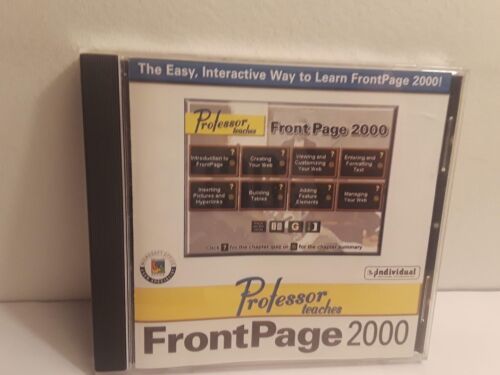 The Easy, Interactive Way to Learn FrontPage 2000!
Professor
teaches
Front Page 2000
Introduction to
FrontPage
Creating
Your Web
Viewing and
Customizing
Your Web
Entering and
Formatting
Text
Inserting
Pictures and
Hyperlinks
Building
Tables
Adding
Feature
Elements
Managing
Your Web
Click ? for the chapter quiz or for the chapter summary
individual
Professor
teaches
FrontPage 2000